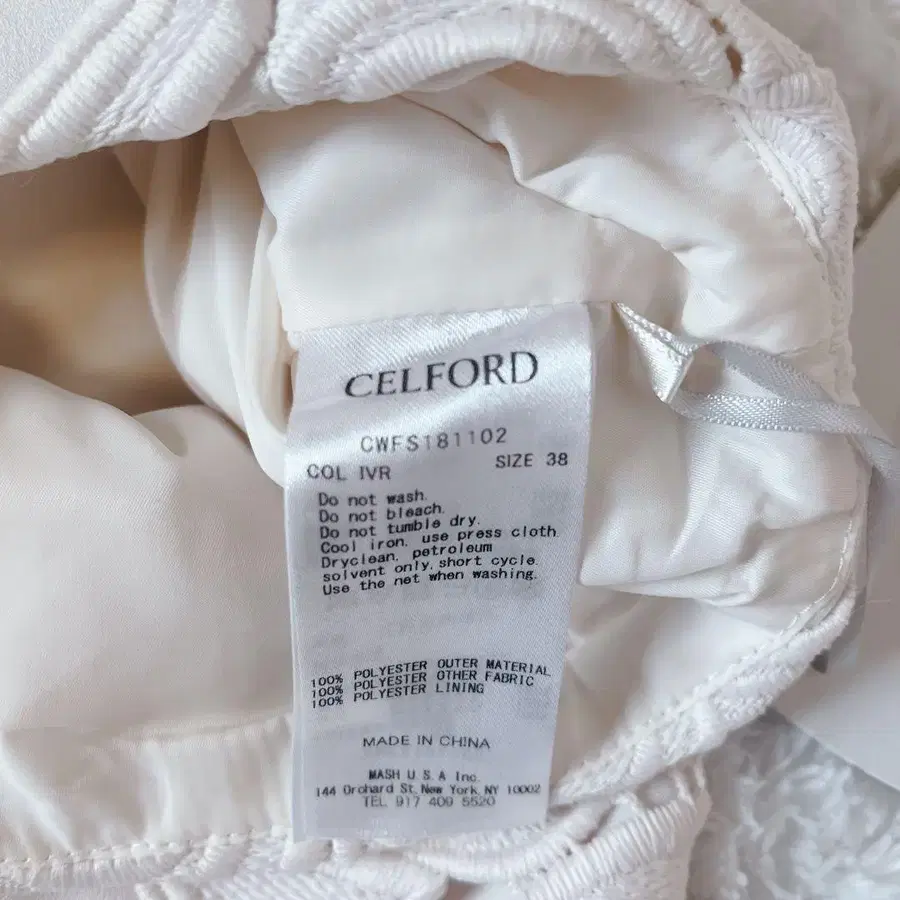 CELFORD
CWFS181102
COL IVR SIZE 38
Do not wash.
Do not bleach.
Do not tumble dry.
Cool iron. use press cloth.
Dryclean. petroleum
solvent only. short cycle.
Use the net when washing.
100% POLYESTER OUTER MATERIAL
100% POLYESTER OTHER FABRIC
100% POLYESTER LINING
MADE IN CHINA
MASH U.S.A Inc.
144 Orchard St. New York, NY 10002
TEL 917 409 5520